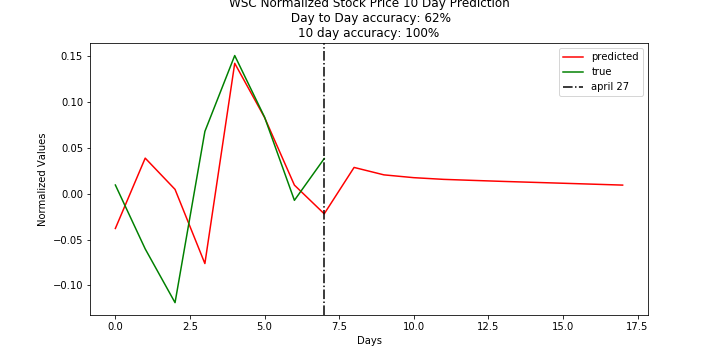 WSC Normalized Stock Price 10 Day Prediction
Day to Day accuracy: 62%
10 day accuracy: 100%
predicted
true
april 27
0.15
0.10
0.05
0.00
−0.05
−0.10
Normalized Values
0.0 2.5 5.0 7.5 10.0 12.5 15.0 17.5
Days